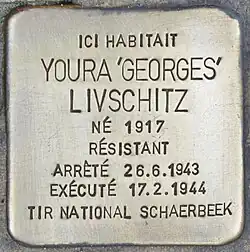 ICI HABITAIT
YOURA 'GEORGES'
LIVSCHITZ
NÉ 1917
RÉSISTANT
ARRÊTÉ 26.6.1943
EXÉCUTÉ 17.2.1944
TIR NATIONAL SCHAERBEEK